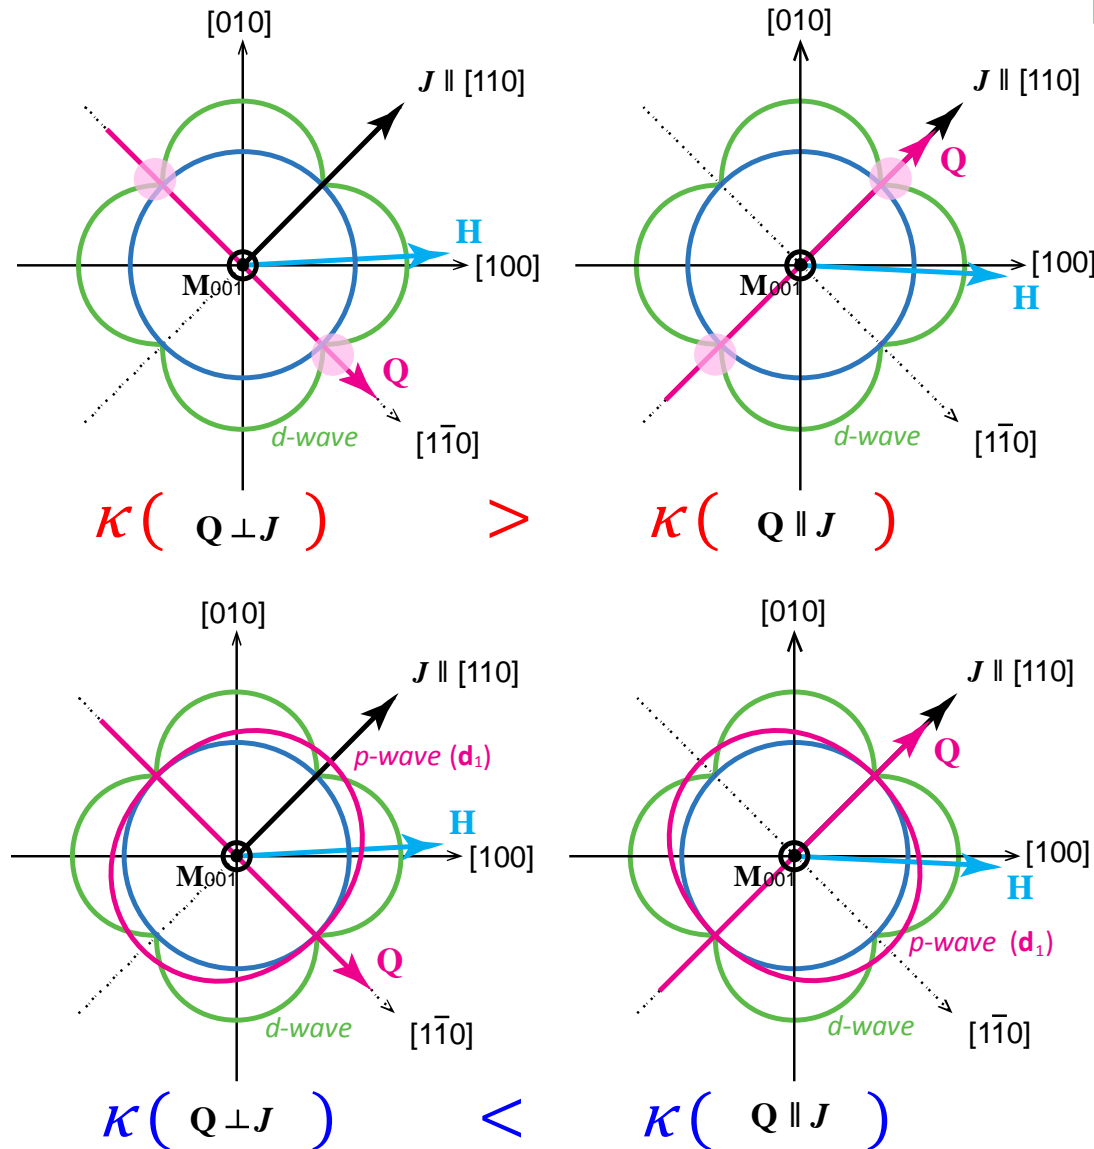 [010] [010]
J ∥ [110] J ∥ [110]
Q
H
[100] [100]
M001 M001
H
Q
d-wave d-wave
[11̅0] [11̅0]
κ( Q ⊥ J ) > κ( Q ∥ J )
[010] [010]
J ∥ [110] J ∥ [110]
p-wave (d₁) Q
H
[100] [100]
M001 M001
H
p-wave (d₁)
Q
d-wave d-wave
[11̅0] [11̅0]
κ( Q ⊥ J ) < κ( Q ∥ J )